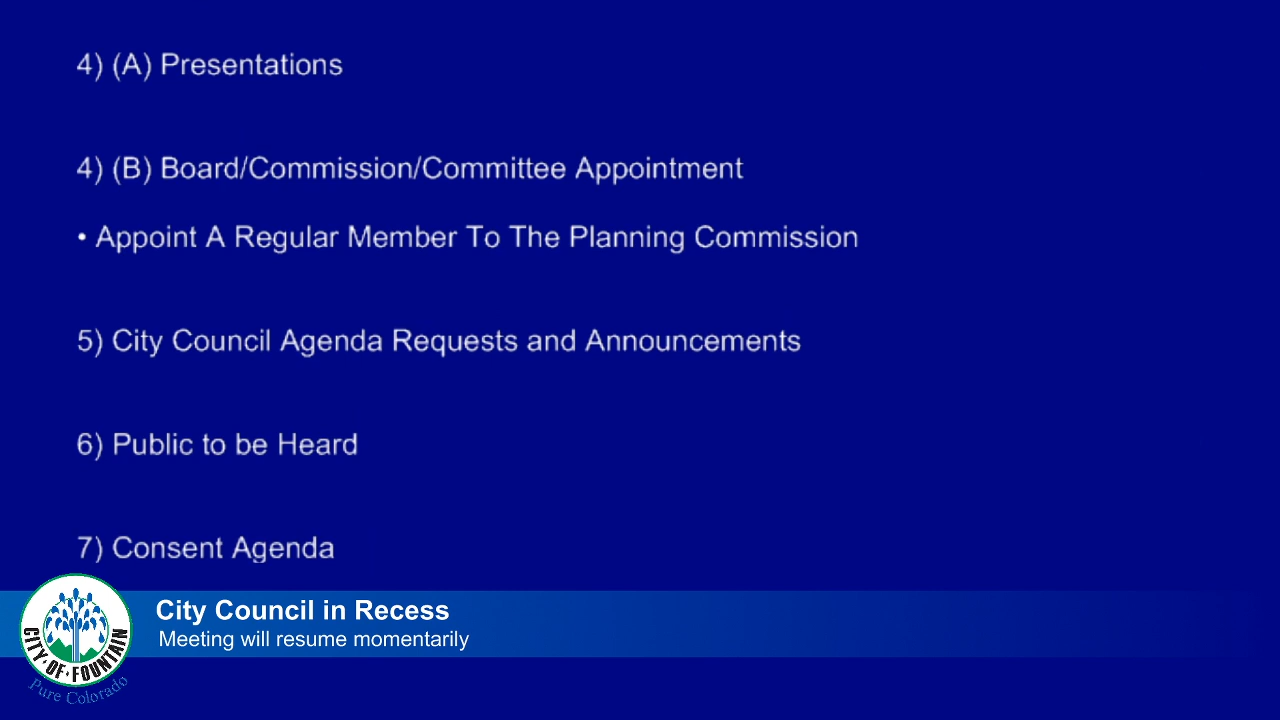 4) (A) Presentations
4) (B) Board/Commission/Committee Appointment
• Appoint A Regular Member To The Planning Commission
5) City Council Agenda Requests and Announcements
6) Public to be Heard
7) Consent Agenda
City Council in Recess
Meeting will resume momentarily
CITY·OF·FOUNTAIN
Pure Colorado